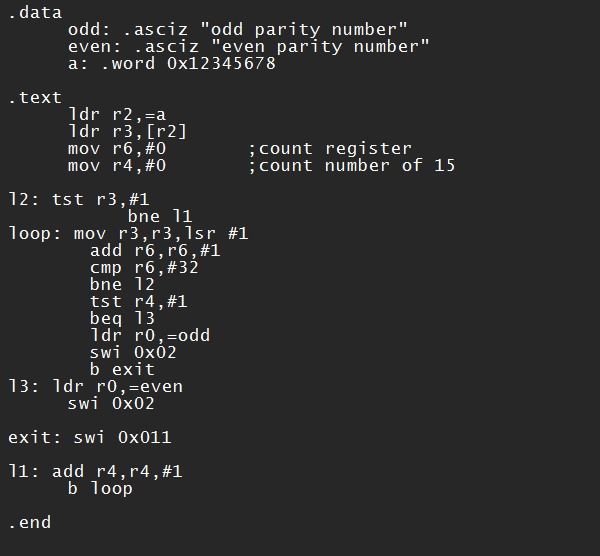 .data
odd: .asciz "odd parity number"
even: .asciz "even parity number"
a: .word 0x12345678
.text
ldr r2,=a
ldr r3,[r2]
mov r6,#0 ;count register
mov r4,#0 ;count number of 15
l2: tst r3,#1
bne l1
loop: mov r3,r3,lsr #1
add r6,r6,#1
cmp r6,#32
bne l2
tst r4,#1
beq l3
ldr r0,=odd
swi 0x02
b exit
l3: ldr r0,=even
swi 0x02
exit: swi 0x011
l1: add r4,r4,#1
b loop
.end